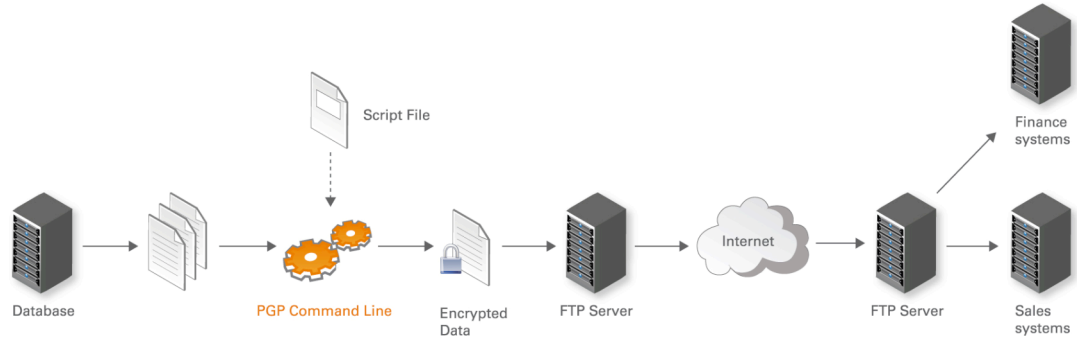 Script File
Finance
systems
Internet
Database
PGP Command Line
Encrypted
Data
FTP Server
FTP Server
Sales
systems